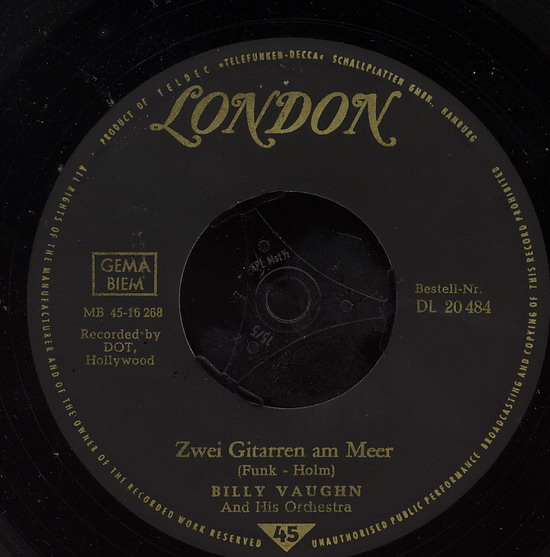 PRODUCT OF TELDEC »TELEFUNKEN-DECCA« SCHALLPLATTEN GMBH., HAMBURG
LONDON
GEMA
BIEM
MB 45-16 268
Recorded by
DOT,
Hollywood
Bestell-Nr.
DL 20 484
Zwei Gitarren am Meer
(Funk - Holm)
BILLY VAUGHN
And His Orchestra
45
ALL RIGHTS OF THE MANUFACTURER AND OF THE OWNER OF THE RECORDED WORK RESERVED
UNAUTHORISED PUBLIC PERFORMANCE BROADCASTING AND COPYING OF THIS RECORD PROHIBITED